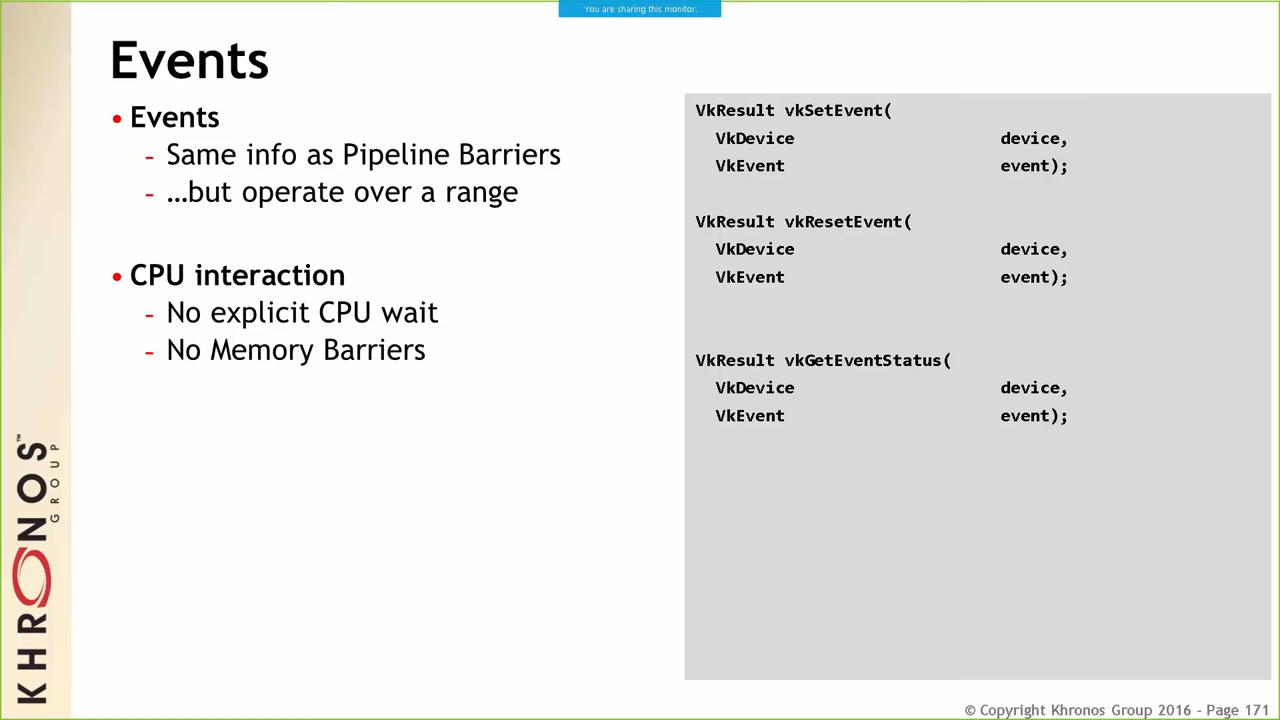 You are sharing this monitor.
Events
• Events
- Same info as Pipeline Barriers
- …but operate over a range
• CPU interaction
- No explicit CPU wait
- No Memory Barriers
VkResult vkSetEvent(
VkDevice device,
VkEvent event);
VkResult vkResetEvent(
VkDevice device,
VkEvent event);
VkResult vkGetEventStatus(
VkDevice device,
VkEvent event);
KHRONOS™
GROUP
© Copyright Khronos Group 2016 - Page 171